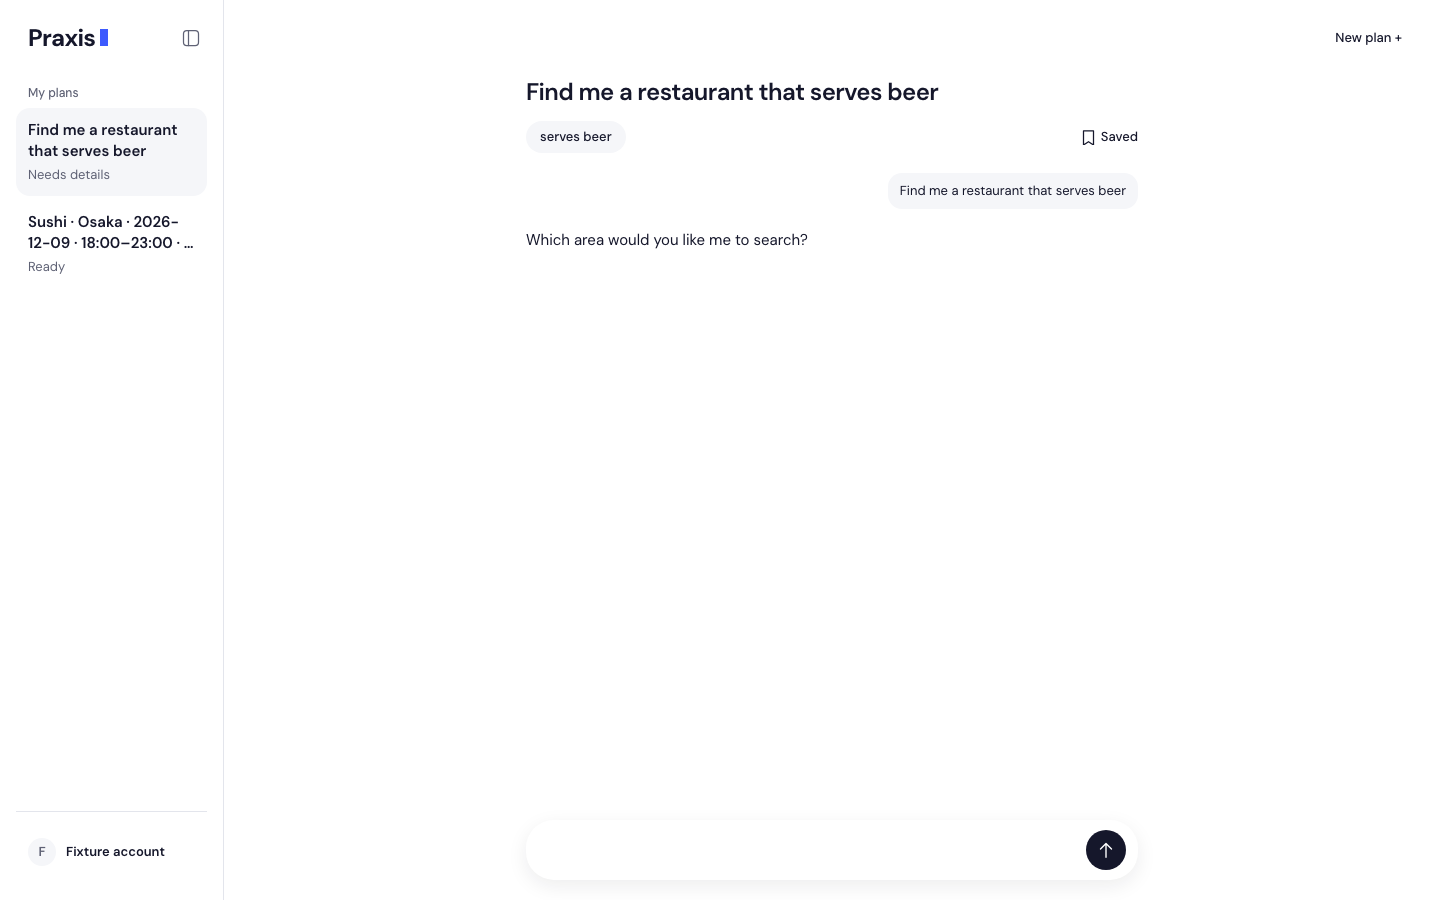 Praxis
New plan +
My plans
Find me a restaurant
that serves beer
Needs details
Sushi · Osaka · 2026-
12-09 · 18:00–23:00 · ...
Ready
F
Fixture account
Find me a restaurant that serves beer
serves beer
Saved
Find me a restaurant that serves beer
Which area would you like me to search?